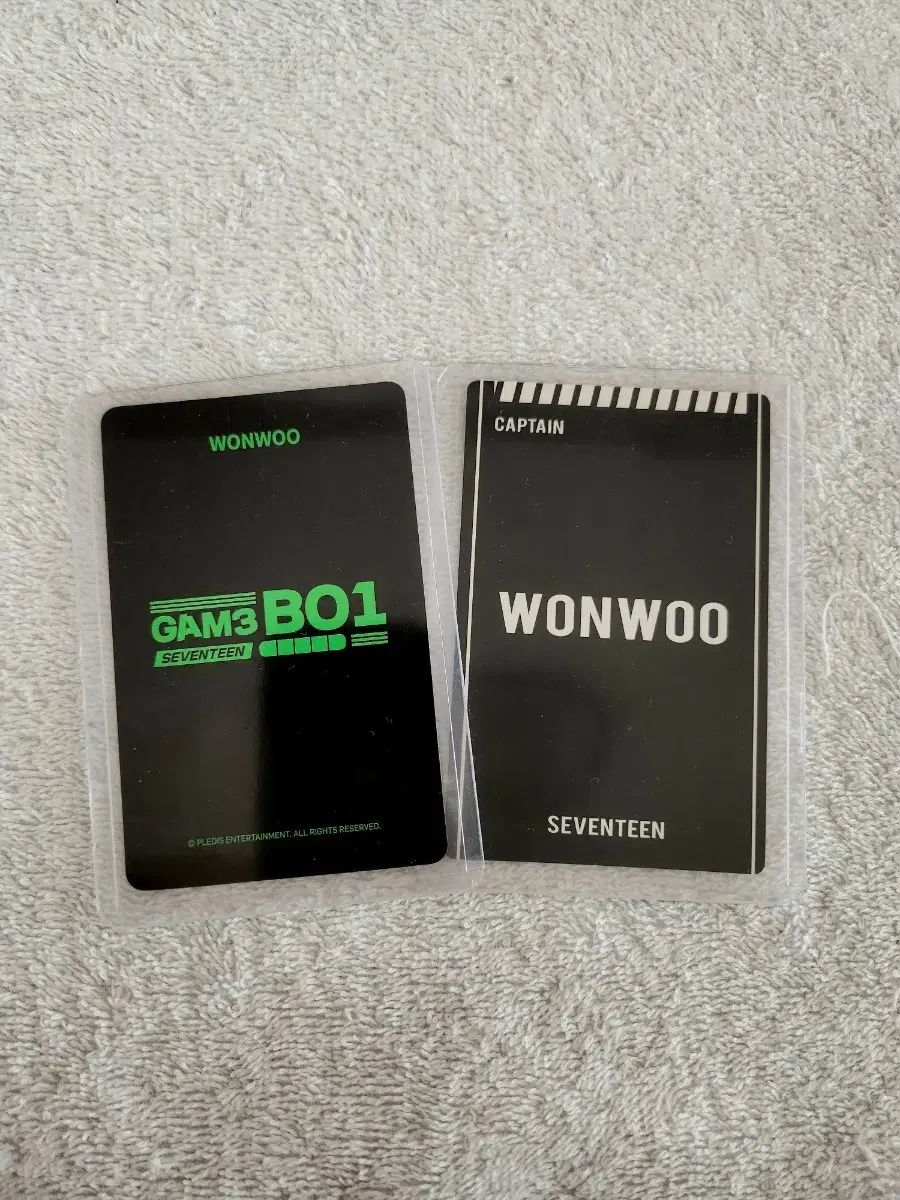 WONWOO
GAM3 BO1
SEVENTEEN
© PLEDIS ENTERTAINMENT. ALL RIGHTS RESERVED.
CAPTAIN
WONWOO
SEVENTEEN